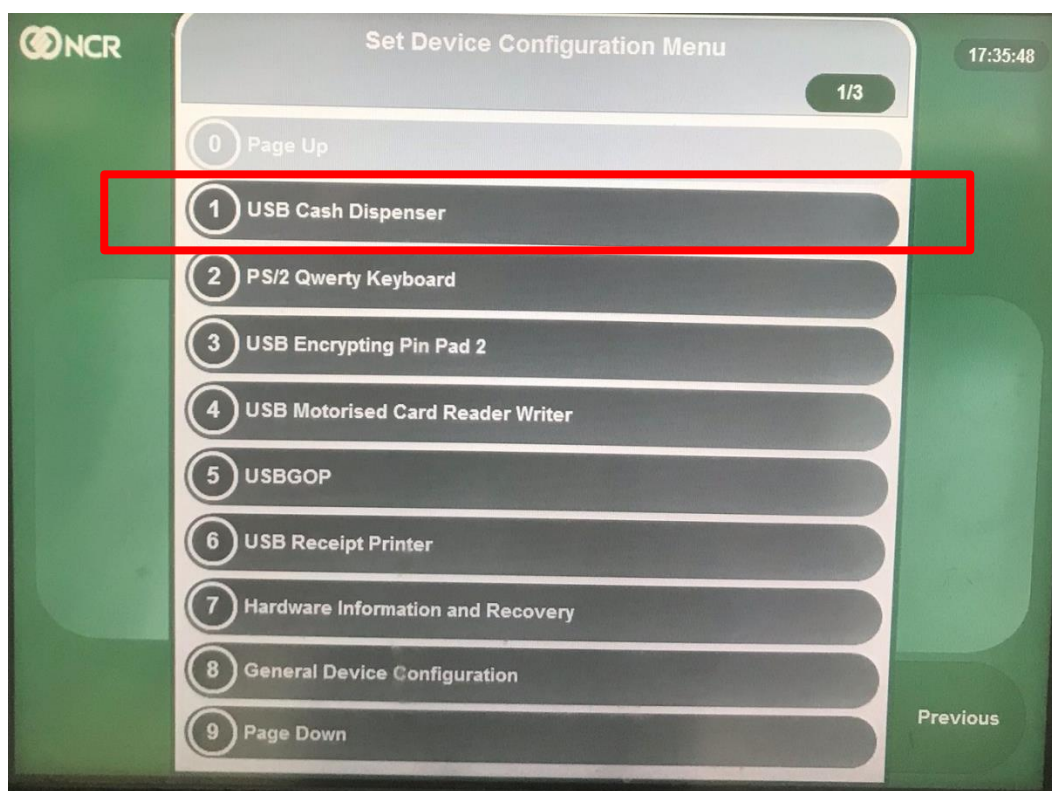 NCR
Set Device Configuration Menu
17:35:48
1/3
0 Page Up
1 USB Cash Dispenser
2 PS/2 Qwerty Keyboard
3 USB Encrypting Pin Pad 2
4 USB Motorised Card Reader Writer
5 USBGOP
6 USB Receipt Printer
7 Hardware Information and Recovery
8 General Device Configuration
9 Page Down
Previous